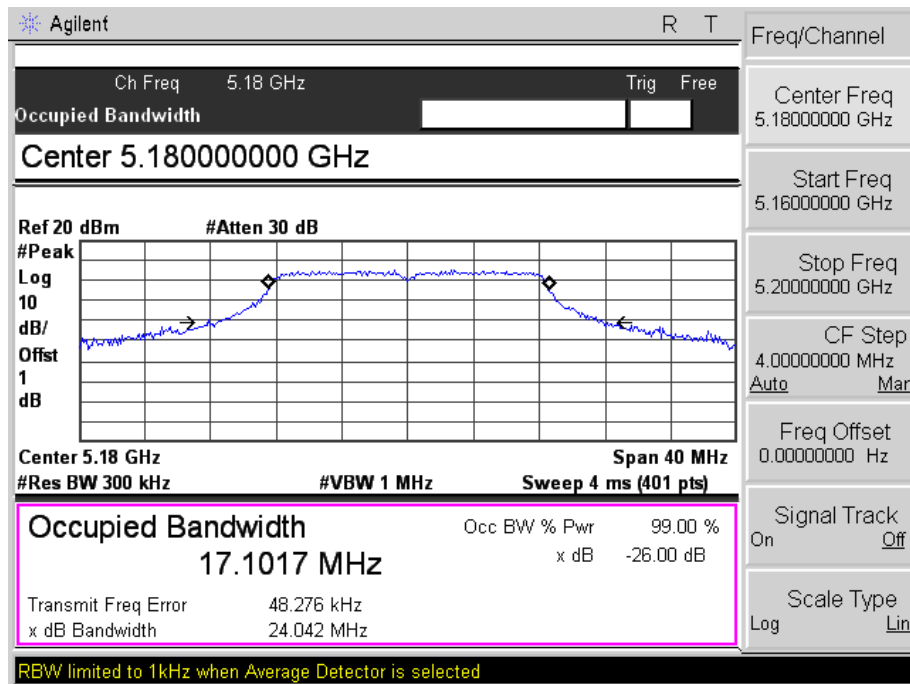 Agilent R T
Ch Freq 5.18 GHz Trig Free
Occupied Bandwidth
Center 5.180000000 GHz
Ref 20 dBm #Atten 30 dB
#Peak
Log
10
dB/
Offst
1
dB
Center 5.18 GHz Span 40 MHz
#Res BW 300 kHz #VBW 1 MHz Sweep 4 ms (401 pts)
Occupied Bandwidth Occ BW % Pwr 99.00 %
17.1017 MHz x dB -26.00 dB
Transmit Freq Error 48.276 kHz
x dB Bandwidth 24.042 MHz
RBW limited to 1kHz when Average Detector is selected
Freq/Channel
Center Freq
5.18000000 GHz
Start Freq
5.16000000 GHz
Stop Freq
5.20000000 GHz
CF Step
4.00000000 MHz
Auto Man
Freq Offset
0.00000000 Hz
Signal Track
On Off
Scale Type
Log Lin